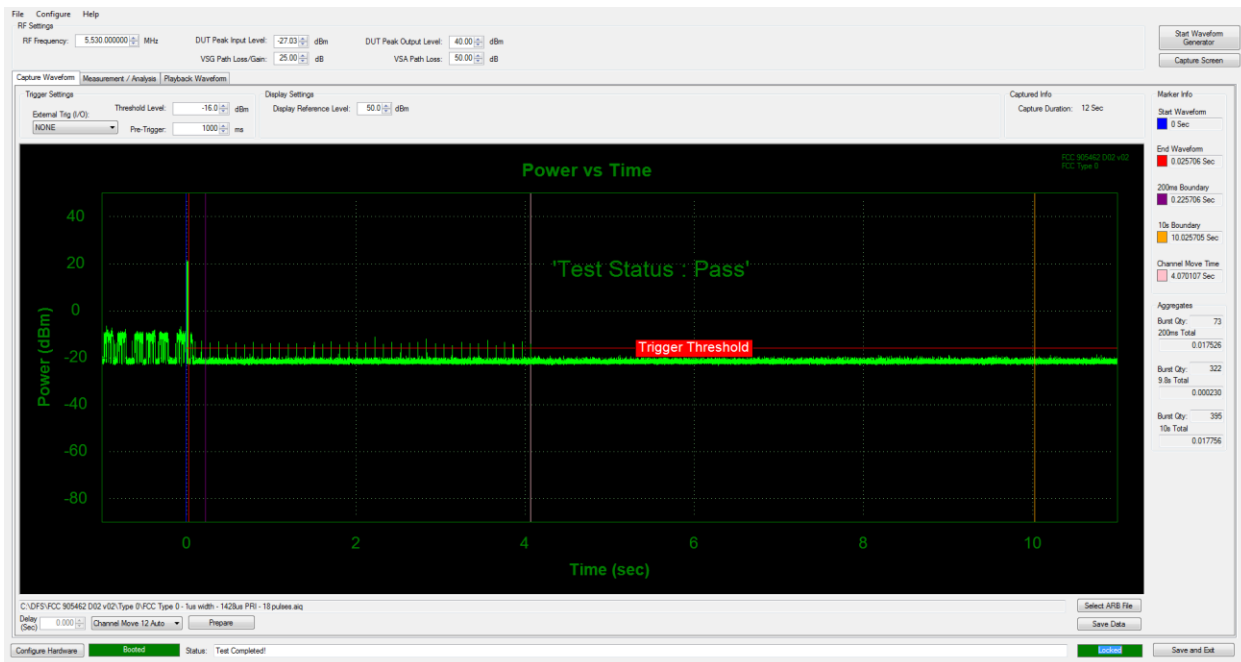 File Configure Help
RF Settings
RF Frequency: 5,530.000000 MHz DUT Peak Input Level: -27.03 dBm DUT Peak Output Level: 40.00 dBm
VSG Path Loss/Gain: 25.00 dB VSA Path Loss: 50.00 dB
Start Waveform Generator
Capture Screen
Capture Waveform Measurement / Analysis Playback Waveform
Trigger Settings
External Trig (I/O):
NONE
Threshold Level: -16.0 dBm
Pre-Trigger: 1000 ms
Display Settings
Display Reference Level: 50.0 dBm
Captured Info
Capture Duration: 12 Sec
Marker Info
Start Waveform
0 Sec
End Waveform
0.025706 Sec
200ms Boundary
0.225706 Sec
10s Boundary
10.025705 Sec
Channel Move Time
4.070107 Sec
Aggregates
Burst Qty: 73
200ms Total
0.017526
Burst Qty: 322
9.8s Total
0.000230
Burst Qty: 395
10s Total
0.017756
Power vs Time
FCC 905462 D02 v02
FCC Type 0
'Test Status : Pass'
Trigger Threshold
Power (dBm)
40
20
0
-20
-40
-60
-80
0 2 4 6 8 10
Time (sec)
C:\DFS\FCC 905462 D02 v02\Type 0\FCC Type 0 - 1us width - 1428us PRI - 18 pulses.aiq
Select ARB File
Delay (Sec) 0.000 Channel Move 12 Auto Prepare
Save Data
Configure Hardware Booted Status: Test Completed! Locked Save and Exit